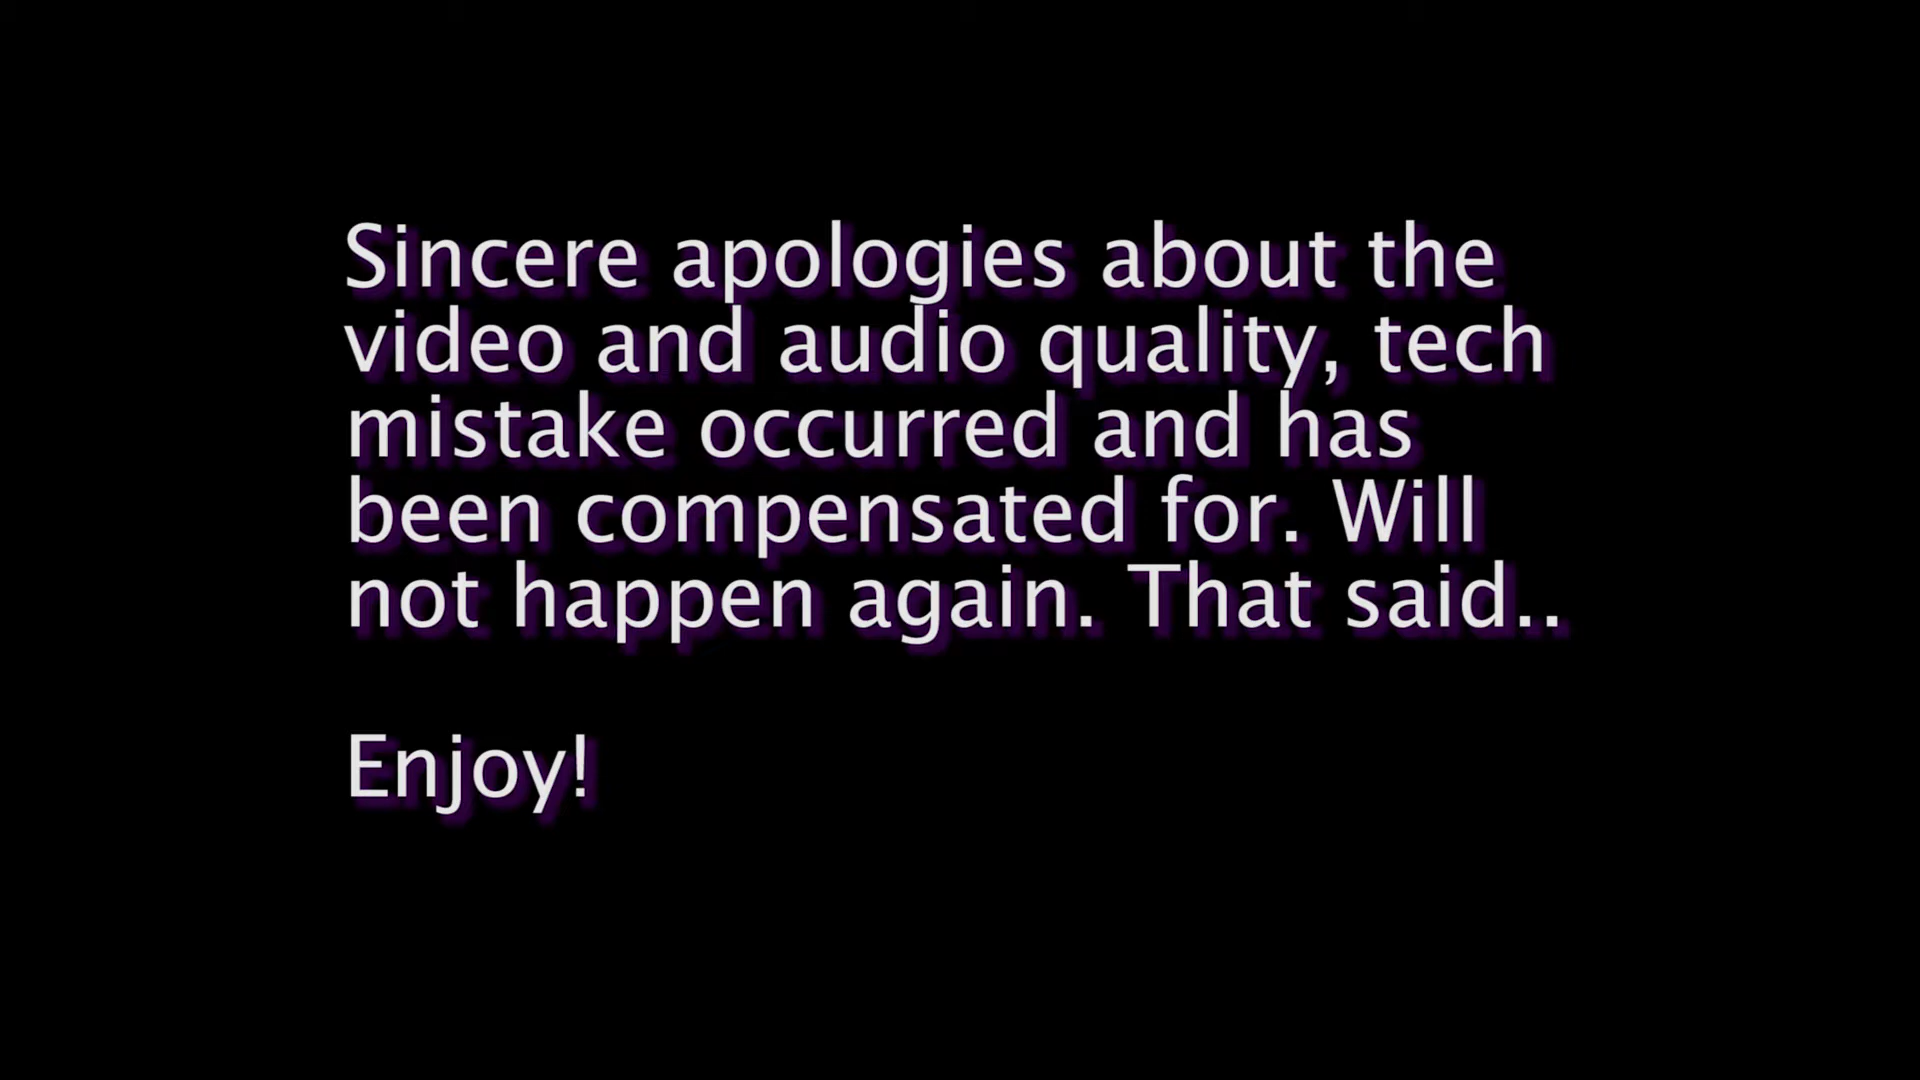 Sincere apologies about the
video and audio quality, tech
mistake occurred and has
been compensated for. Will
not happen again. That said..
Enjoy!